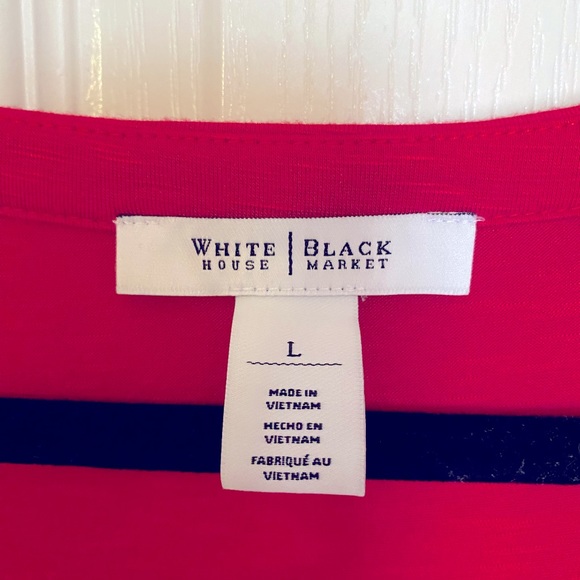 WHITE | BLACK
HOUSE | MARKET
L
MADE IN
VIETNAM
HECHO EN
VIETNAM
FABRIQUÉ AU
VIETNAM